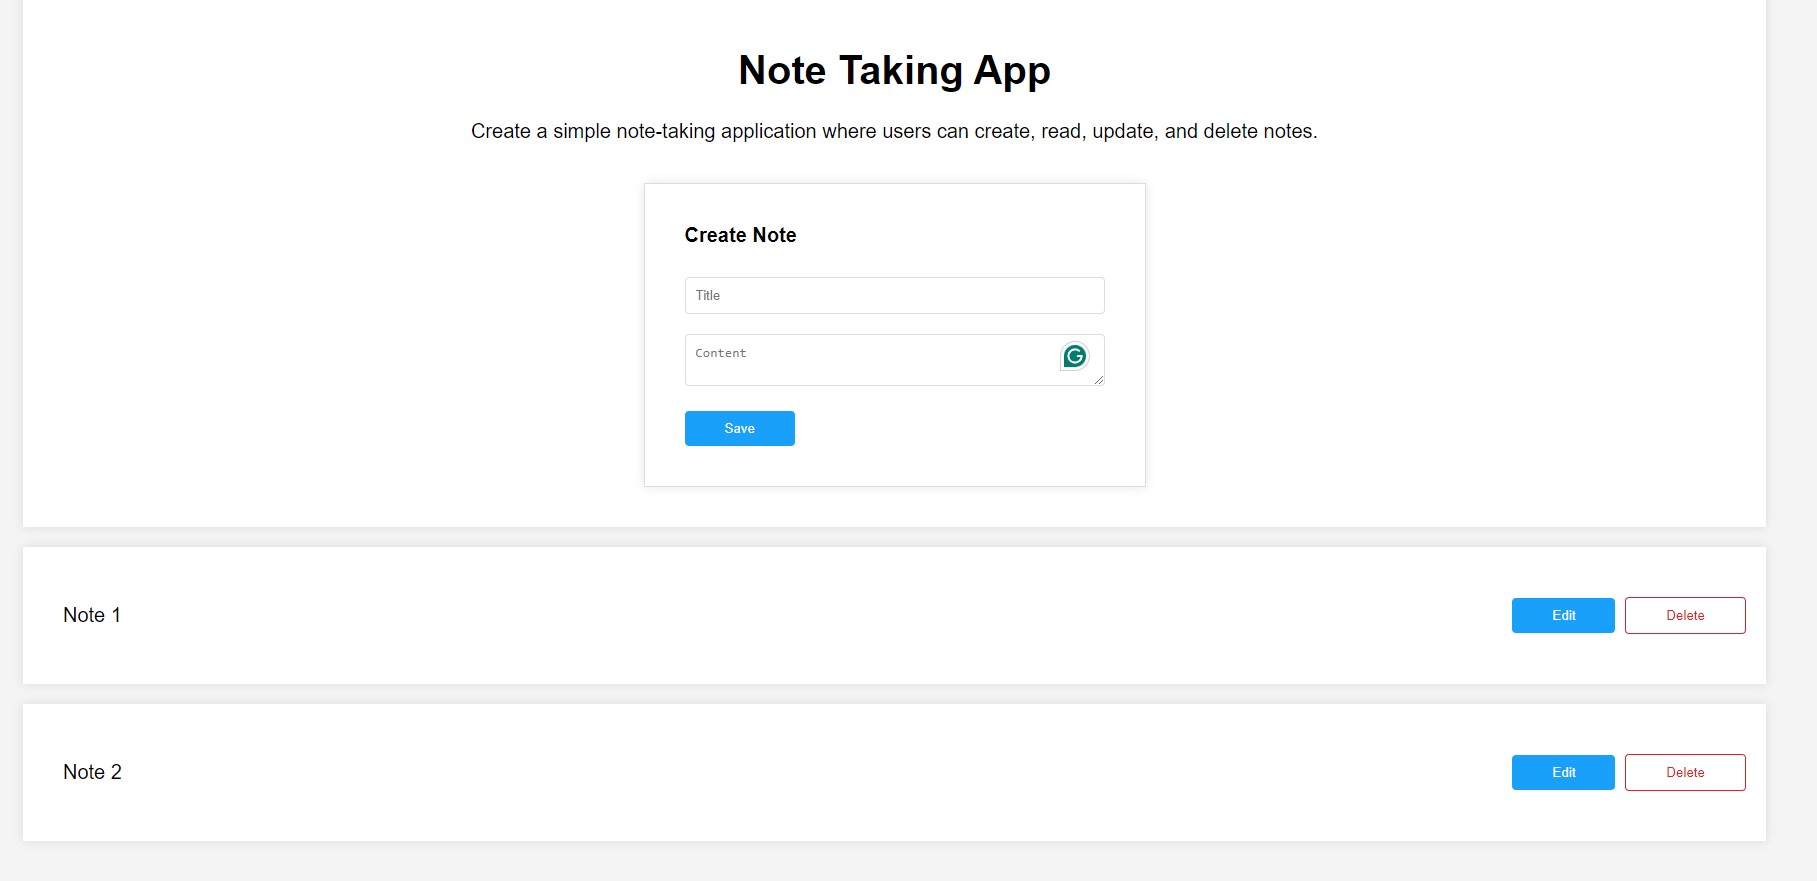 Note Taking App
Create a simple note-taking application where users can create, read, update, and delete notes.
Create Note
Title
Content
G
Save
Note 1
Edit
Delete
Note 2
Edit
Delete